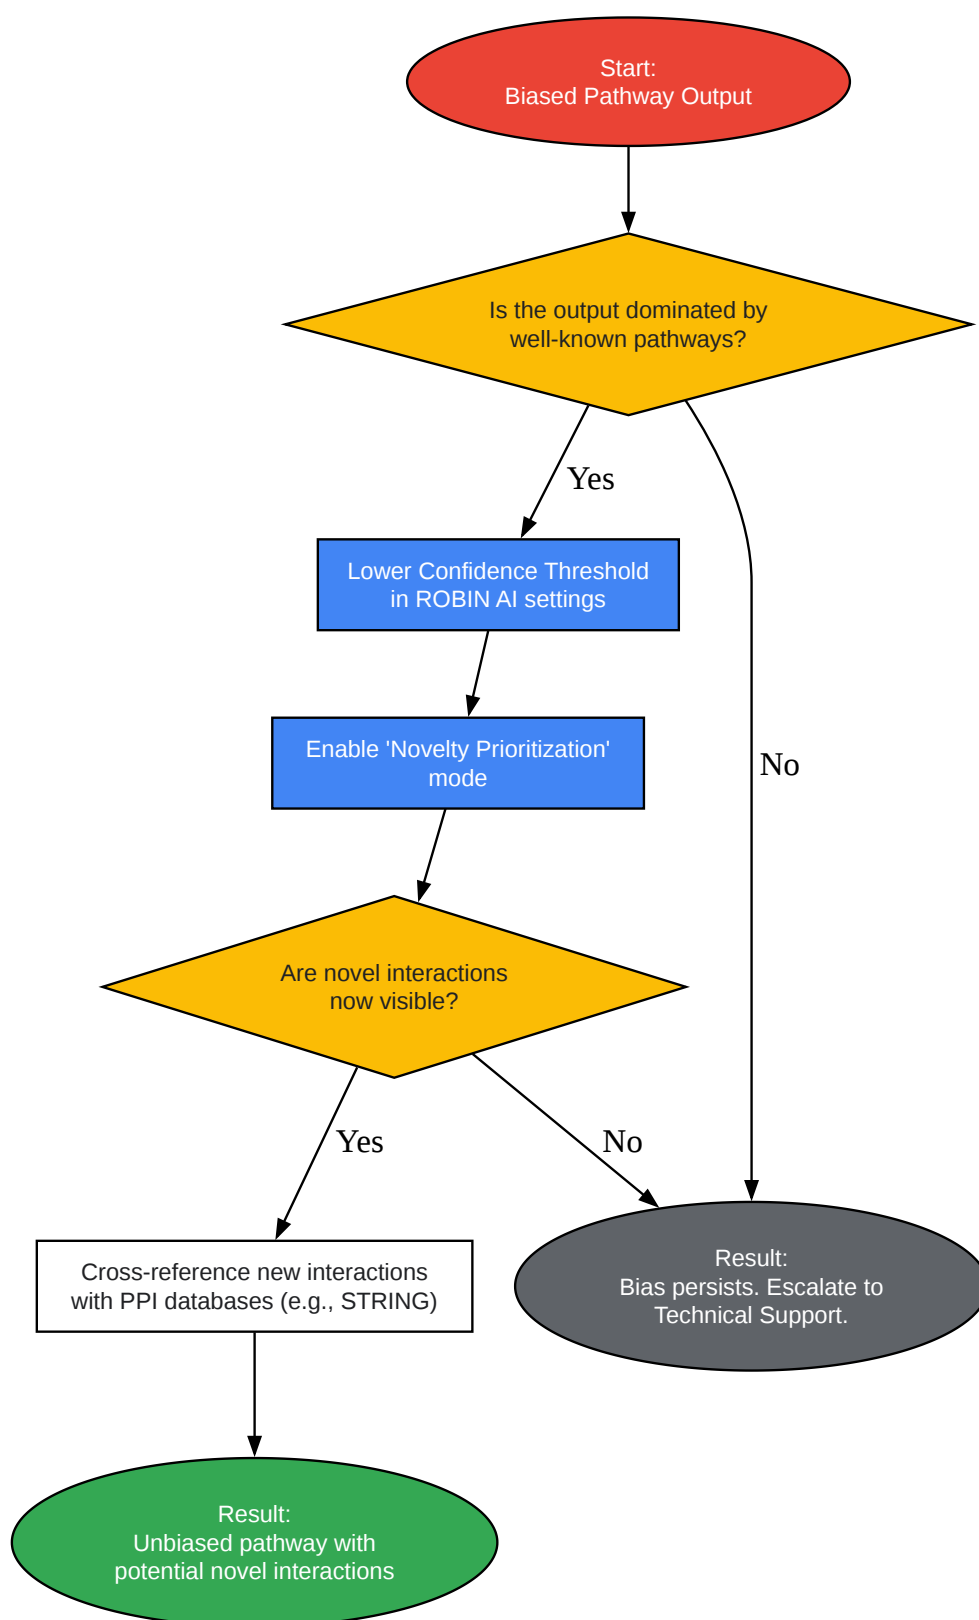 Start:
Biased Pathway Output
Is the output dominated by
well-known pathways?
Yes
Lower Confidence Threshold
in ROBIN AI settings
Enable 'Novelty Prioritization'
mode
No
Are novel interactions
now visible?
Yes
No
Cross-reference new interactions
with PPI databases (e.g., STRING)
Result:
Bias persists. Escalate to
Technical Support.
Result:
Unbiased pathway with
potential novel interactions